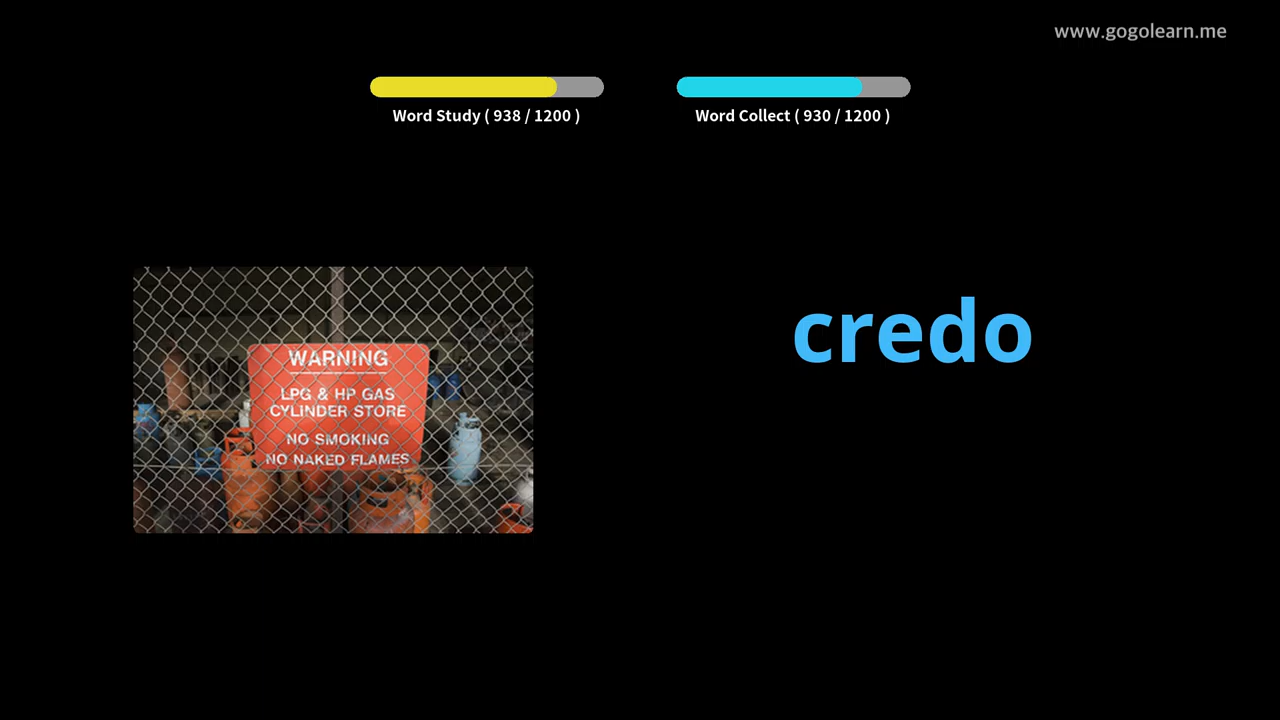 www.gogolearn.me
Word Study ( 938 / 1200 )
Word Collect ( 930 / 1200 )
WARNING
LPG & HP GAS
CYLINDER STORE
NO SMOKING
NO NAKED FLAMES
credo